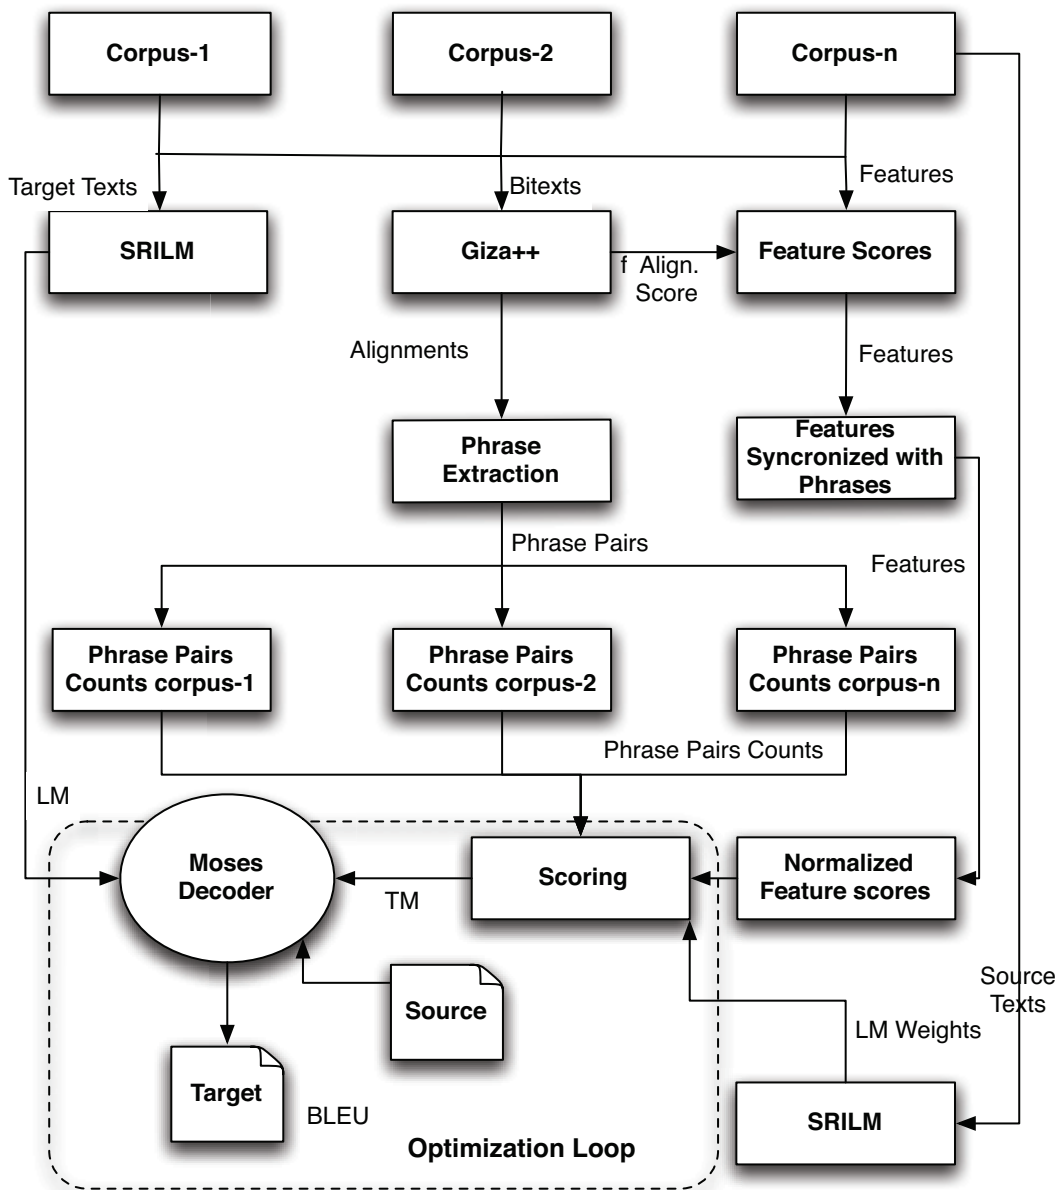 Corpus-1
Corpus-2
Corpus-n
Target Texts
Bitexts
Features
SRILM
Giza++
f Align.
Score
Feature Scores
Alignments
Features
Phrase
Extraction
Features
Syncronized with
Phrases
Phrase Pairs
Features
Phrase Pairs
Counts corpus-1
Phrase Pairs
Counts corpus-2
Phrase Pairs
Counts corpus-n
Phrase Pairs Counts
LM
Moses
Decoder
TM
Scoring
Normalized
Feature scores
Source
Source
Texts
LM Weights
Target
BLEU
SRILM
Optimization Loop